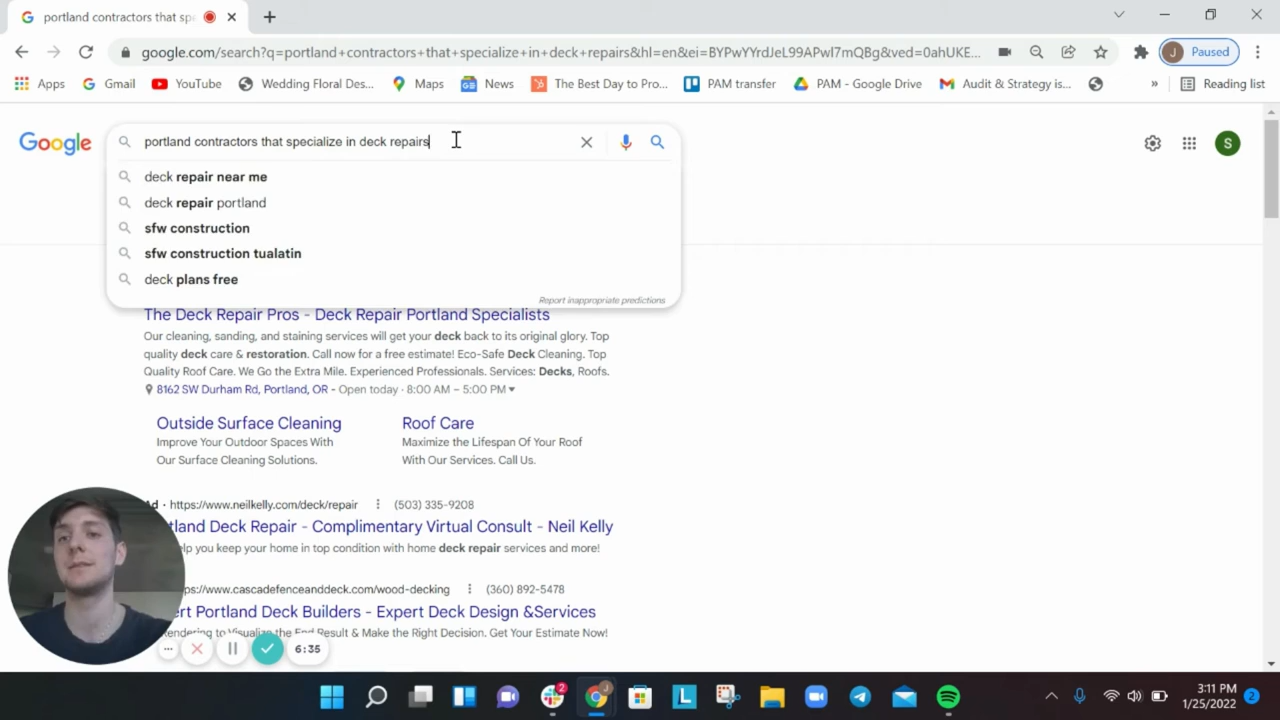 portland contractors that spe
google.com/search?q=portland+contractors+that+specialize+in+deck+repairs&hl=en&ei=BYPwYYrdJeL99APwI7mQBg&ved=0ahUKE...
J Paused
Apps Gmail YouTube Wedding Floral Des... Maps News The Best Day to Pro... PAM transfer PAM - Google Drive Audit & Strategy is... » Reading list
Google portland contractors that specialize in deck repairs S
deck repair near me
deck repair portland
sfw construction
sfw construction tualatin
deck plans free
Report inappropriate predictions
The Deck Repair Pros - Deck Repair Portland Specialists
Our cleaning, sanding, and staining services will get your deck back to its original glory. Top
quality deck care & restoration. Call now for a free estimate! Eco-Safe Deck Cleaning. Top
Quality Roof Care. We Go the Extra Mile. Experienced Professionals. Services: Decks, Roofs.
8162 SW Durham Rd, Portland, OR - Open today · 8:00 AM – 5:00 PM
Outside Surface Cleaning Roof Care
Improve Your Outdoor Spaces With Maximize the Lifespan Of Your Roof
Our Surface Cleaning Solutions. With Our Services. Call Us.
Ad · https://www.neilkelly.com/deck/repair (503) 335-9208
tland Deck Repair - Complimentary Virtual Consult - Neil Kelly
elp you keep your home in top condition with home deck repair services and more!
ps://www.cascadefenceanddeck.com/wood-decking (360) 892-5478
ert Portland Deck Builders - Expert Deck Design &Services
Rendering to Visualize the End Result & Make the Right Decision. Get Your Estimate Now!
6:35
2 J L 3:11 PM
1/25/2022 2